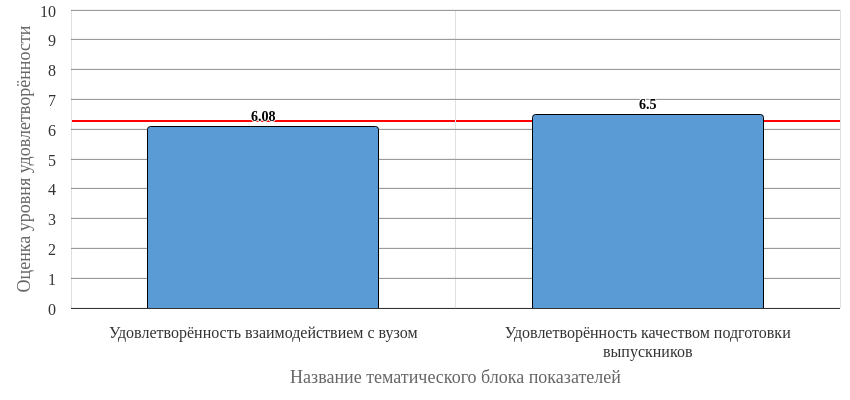 Оценка уровня удовлетворённости
10
9
8
7
6
5
4
3
2
1
0
6.08
6.5
Удовлетворённость взаимодействием с вузом
Удовлетворённость качеством подготовки
выпускников
Название тематического блока показателей